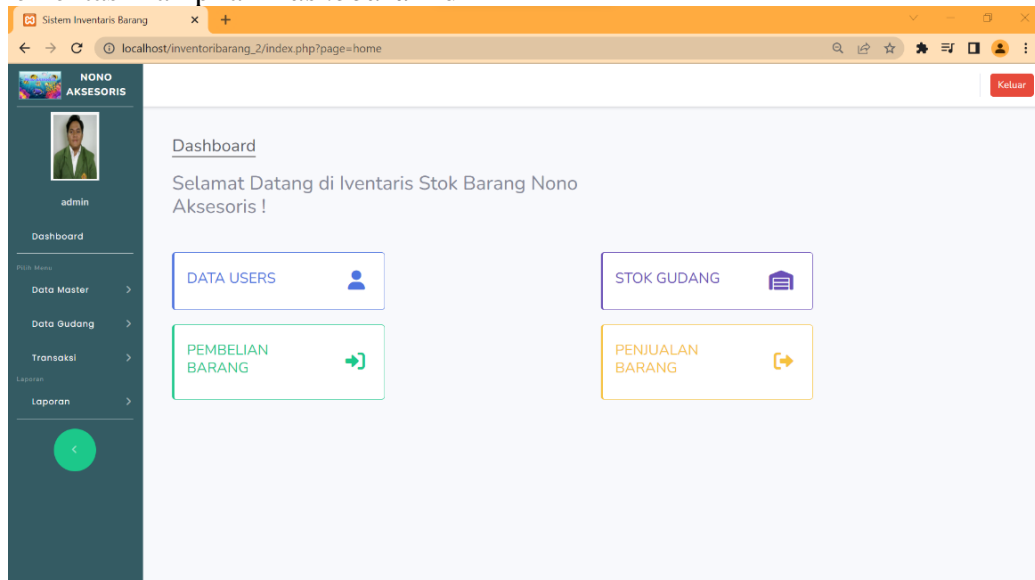 Sistem Inventaris Barang
localhost/inventoribarang_2/index.php?page=home
NONO
AKSESORIS
Keluar
admin
Dashboard
Pilih Menu
Data Master
Data Gudang
Transaksi
Laporan
Laporan
Dashboard
Selamat Datang di Iventaris Stok Barang Nono
Aksesoris !
DATA USERS
STOK GUDANG
PEMBELIAN
BARANG
PENJUALAN
BARANG